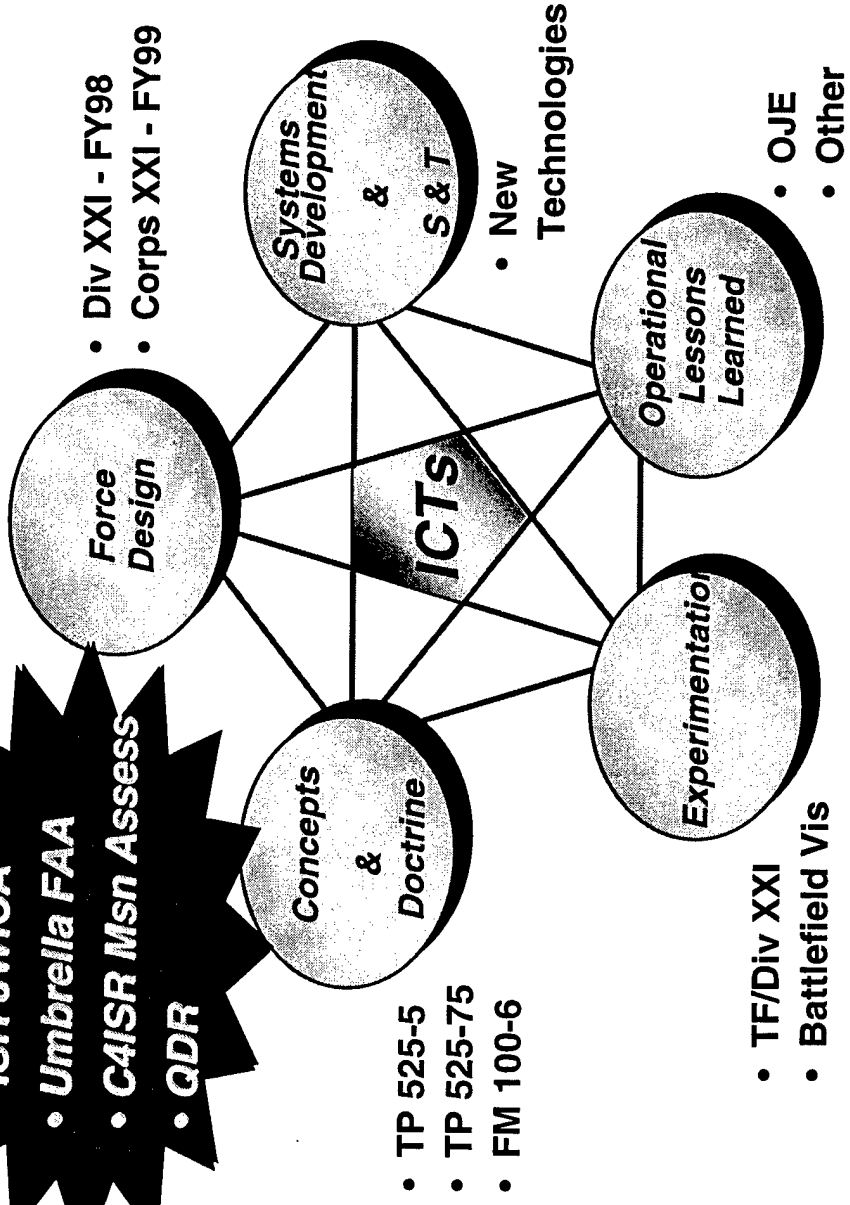 • Umbrella FAA
• C4ISR Msn Assess
• QDR
Force
Design
• Div XXI - FY98
• Corps XXI - FY99
Concepts
&
Doctrine
• TP 525-5
• TP 525-75
• FM 100-6
ICTs
Systems
Development
&
S & T
• New
Technologies
Experimentation
• TF/Div XXI
• Battlefield Vis
Operational
Lessons
Learned
• OJE
• Other